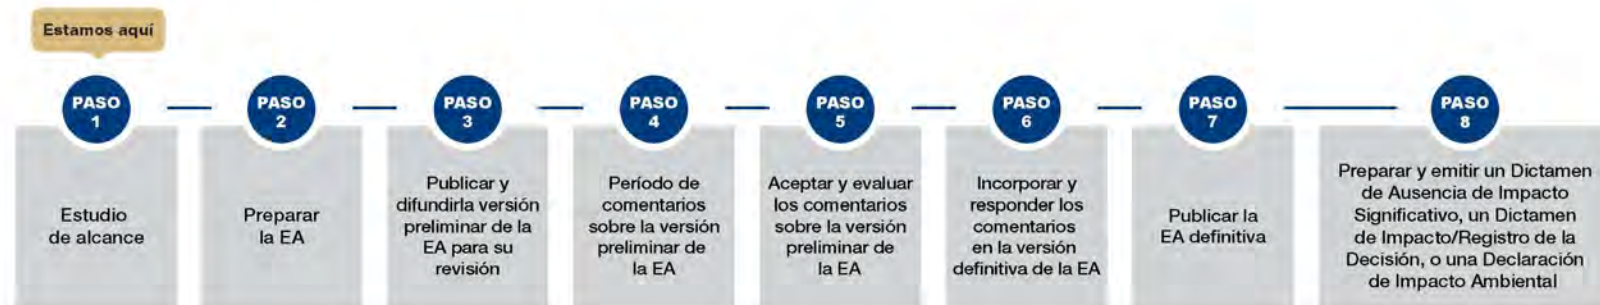 Estamos aquí
PASO
1
Estudio
de alcance
PASO
2
Preparar
la EA
PASO
3
Publicar y
difundirla versión
preliminar de la
EA para su
revisión
PASO
4
Período de
comentarios
sobre la versión
preliminar de
la EA
PASO
5
Aceptar y evaluar
los comentarios
sobre la versión
preliminar de
la EA
PASO
6
Incorporar y
responder los
comentarios
en la versión
definitiva de la EA
PASO
7
Publicar la
EA definitiva
PASO
8
Preparar y emitir un Dictamen
de Ausencia de Impacto
Significativo, un Dictamen
de Impacto/Registro de la
Decisión, o una Declaración
de Impacto Ambiental